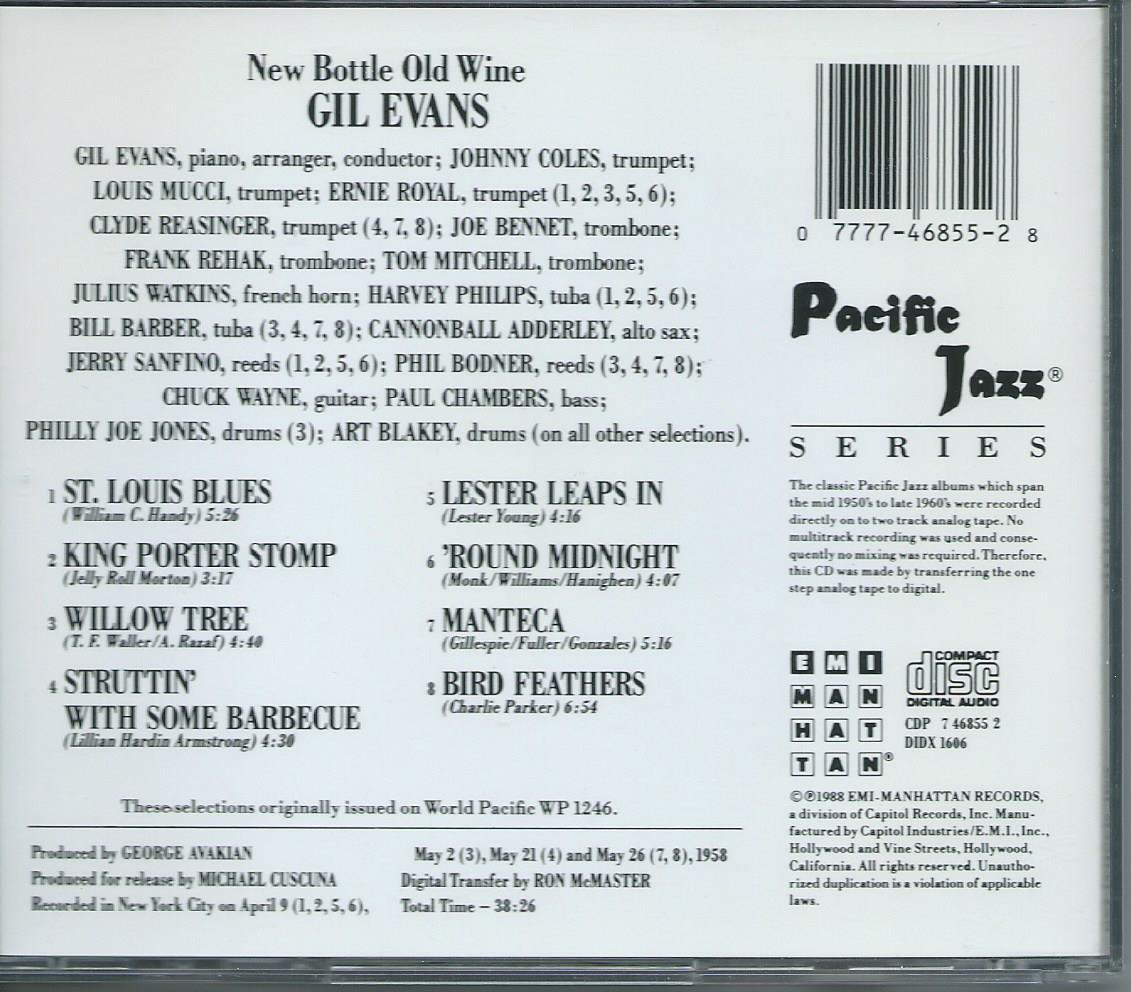 New Bottle Old Wine
GIL EVANS
GIL EVANS, piano, arranger, conductor; JOHNNY COLES, trumpet;
LOUIS MUCCI, trumpet; ERNIE ROYAL, trumpet (1, 2, 3, 5, 6);
CLYDE REASINGER, trumpet (4, 7, 8); JOE BENNET, trombone;
FRANK REHAK, trombone; TOM MITCHELL, trombone;
JULIUS WATKINS, french horn; HARVEY PHILIPS, tuba (1, 2, 5, 6);
BILL BARBER, tuba (3, 4, 7, 8); CANNONBALL ADDERLEY, alto sax;
JERRY SANFINO, reeds (1, 2, 5, 6); PHIL BODNER, reeds (3, 4, 7, 8);
CHUCK WAYNE, guitar; PAUL CHAMBERS, bass;
PHILLY JOE JONES, drums (3); ART BLAKEY, drums (on all other selections).
1 ST. LOUIS BLUES
(William C. Handy) 5:26
2 KING PORTER STOMP
(Jelly Roll Morton) 3:17
3 WILLOW TREE
(T. F. Waller/A. Razaf) 4:40
4 STRUTTIN'
WITH SOME BARBECUE
(Lillian Hardin Armstrong) 4:30
5 LESTER LEAPS IN
(Lester Young) 4:16
6 'ROUND MIDNIGHT
(Monk/Williams/Hanighen) 4:07
7 MANTECA
(Gillespie/Fuller/Gonzales) 5:16
8 BIRD FEATHERS
(Charlie Parker) 6:54
These selections originally issued on World Pacific WP 1246.
Produced by GEORGE AVAKIAN
Produced for release by MICHAEL CUSCUNA
Recorded in New York City on April 9 (1, 2, 5, 6),
May 2 (3), May 21 (4) and May 26 (7, 8), 1958
Digital Transfer by RON McMASTER
Total Time – 38:26
0 7777-46855-2 8
Pacific
Jazz®
SERIES
The classic Pacific Jazz albums which span
the mid 1950's to late 1960's were recorded
directly on to two track analog tape. No
multitrack recording was used and conse-
quently no mixing was required. Therefore,
this CD was made by transferring the one
step analog tape to digital.
EMI
MAN
HAT
TAN®
COMPACT
disc
DIGITAL AUDIO
CDP 7 46855 2
DIDX 1606
©℗1988 EMI-MANHATTAN RECORDS,
a division of Capitol Records, Inc. Manu-
factured by Capitol Industries/E.M.I., Inc.,
Hollywood and Vine Streets, Hollywood,
California. All rights reserved. Unautho-
rized duplication is a violation of applicable
laws.